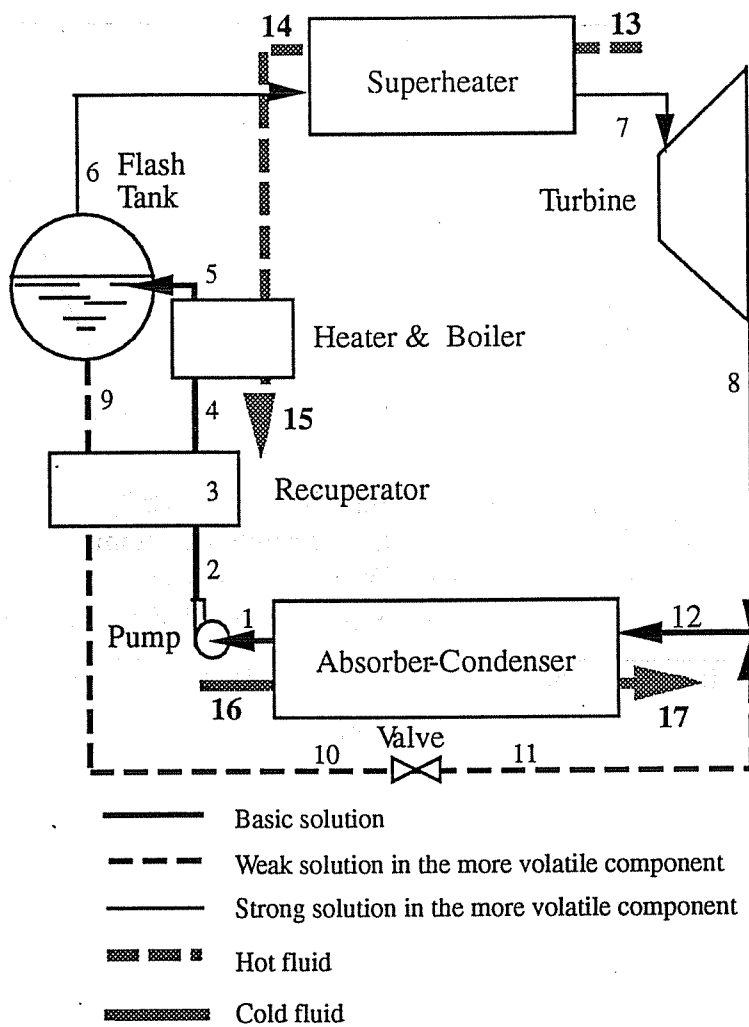 14
13
Superheater
7
6
Flash
Tank
Turbine
5
Heater & Boiler
8
9
4
15
3
Recuperator
2
1
12
Pump
Absorber-Condenser
16
17
Valve
10
11
Basic solution
Weak solution in the more volatile component
Strong solution in the more volatile component
Hot fluid
Cold fluid